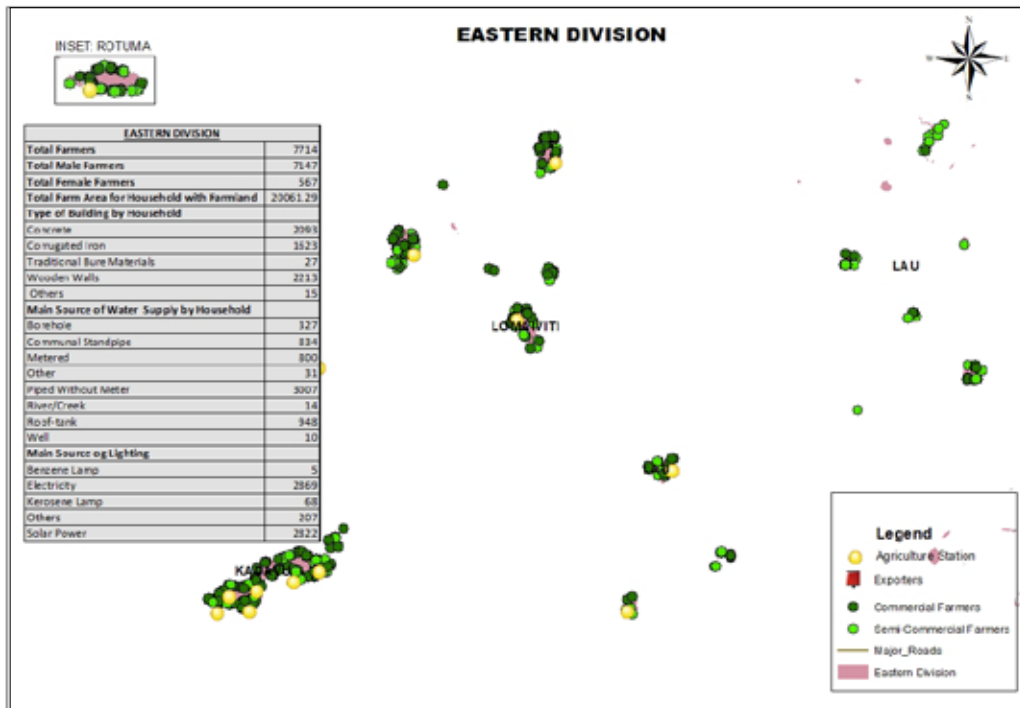 EASTERN DIVISION
INSET: ROTUMA
N
W
E
EASTERN DIVISION
Total Farmers 7714
Total Male Farmers 7147
Total Female Farmers 567
Total Farm Area for Household with Farmland 20061.29
Type of Building by Household
Concrete 2093
Corrugated Iron 1623
Traditional Bure Materials 27
Wooden Walls 2213
Others 15
Main Source of Water Supply by Household
Borehole 327
Communal Standpipe 834
Metered 800
Other 31
Piped Without Meter 3007
River/Creek 14
Roof-tank 948
Well 10
Main Source og Lighting
Benzene Lamp 5
Electricity 2869
Kerosene Lamp 68
Others 207
Solar Power 2822
LAU
LOMAIVITI
Legend
Agriculture Station
Exporters
Commercial Farmers
Semi-Commercial Farmers
Major_Roads
Eastern Division